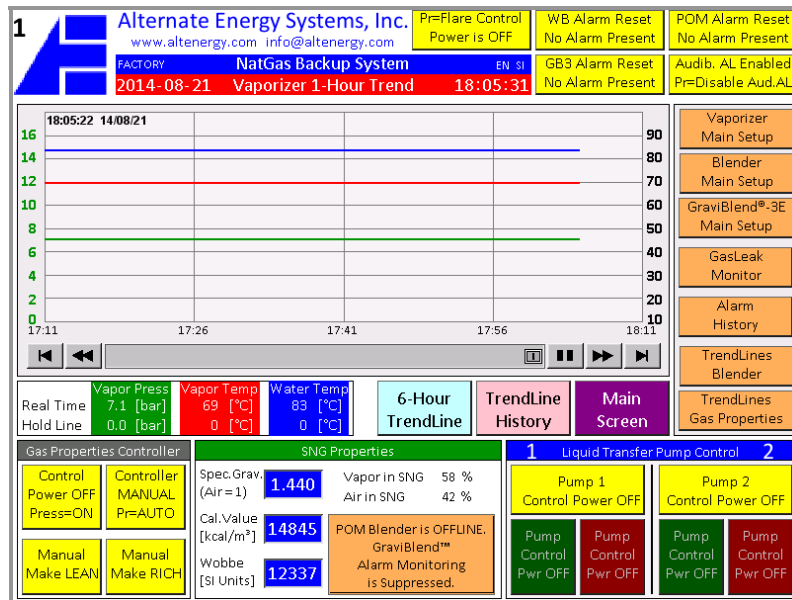 1
Alternate Energy Systems, Inc.
www.altenergy.com info@altenergy.com
FACTORY NatGas Backup System EN SI
2014-08-21 Vaporizer 1-Hour Trend 18:05:31
Pr=Flare Control
Power is OFF
WB Alarm Reset
No Alarm Present
POM Alarm Reset
No Alarm Present
GB3 Alarm Reset
No Alarm Present
Audib. AL Enabled
Pr=Disable Aud.AL
18:05:22 14/08/21
16
14
12
10
8
6
4
2
0
90
80
70
60
50
40
30
20
10
17:11 17:26 17:41 17:56 18:11
Vaporizer
Main Setup
Blender
Main Setup
GraviBlend®-3E
Main Setup
GasLeak
Monitor
Alarm
History
TrendLines
Blender
TrendLines
Gas Properties
Vapor Press Vapor Temp Water Temp
Real Time 7.1 [bar] 69 [°C] 83 [°C]
Hold Line 0.0 [bar] 0 [°C] 0 [°C]
6-Hour
TrendLine
TrendLine
History
Main
Screen
Gas Properties Controller
Control
Power OFF
Press=ON
Controller
MANUAL
Pr=AUTO
Manual
Make LEAN
Manual
Make RICH
SNG Properties
Spec.Grav.
(Air=1)
1.440
Cal.Value
[kcal/m³]
14845
Wobbe
[SI Units]
12337
Vapor in SNG 58 %
Air in SNG 42 %
POM Blender is OFFLINE.
GraviBlend™
Alarm Monitoring
is Suppressed.
1 Liquid Transfer Pump Control 2
Pump 1
Control Power OFF
Pump 2
Control Power OFF
Pump
Control
Pwr OFF
Pump
Control
Pwr OFF
Pump
Control
Pwr OFF
Pump
Control
Pwr OFF